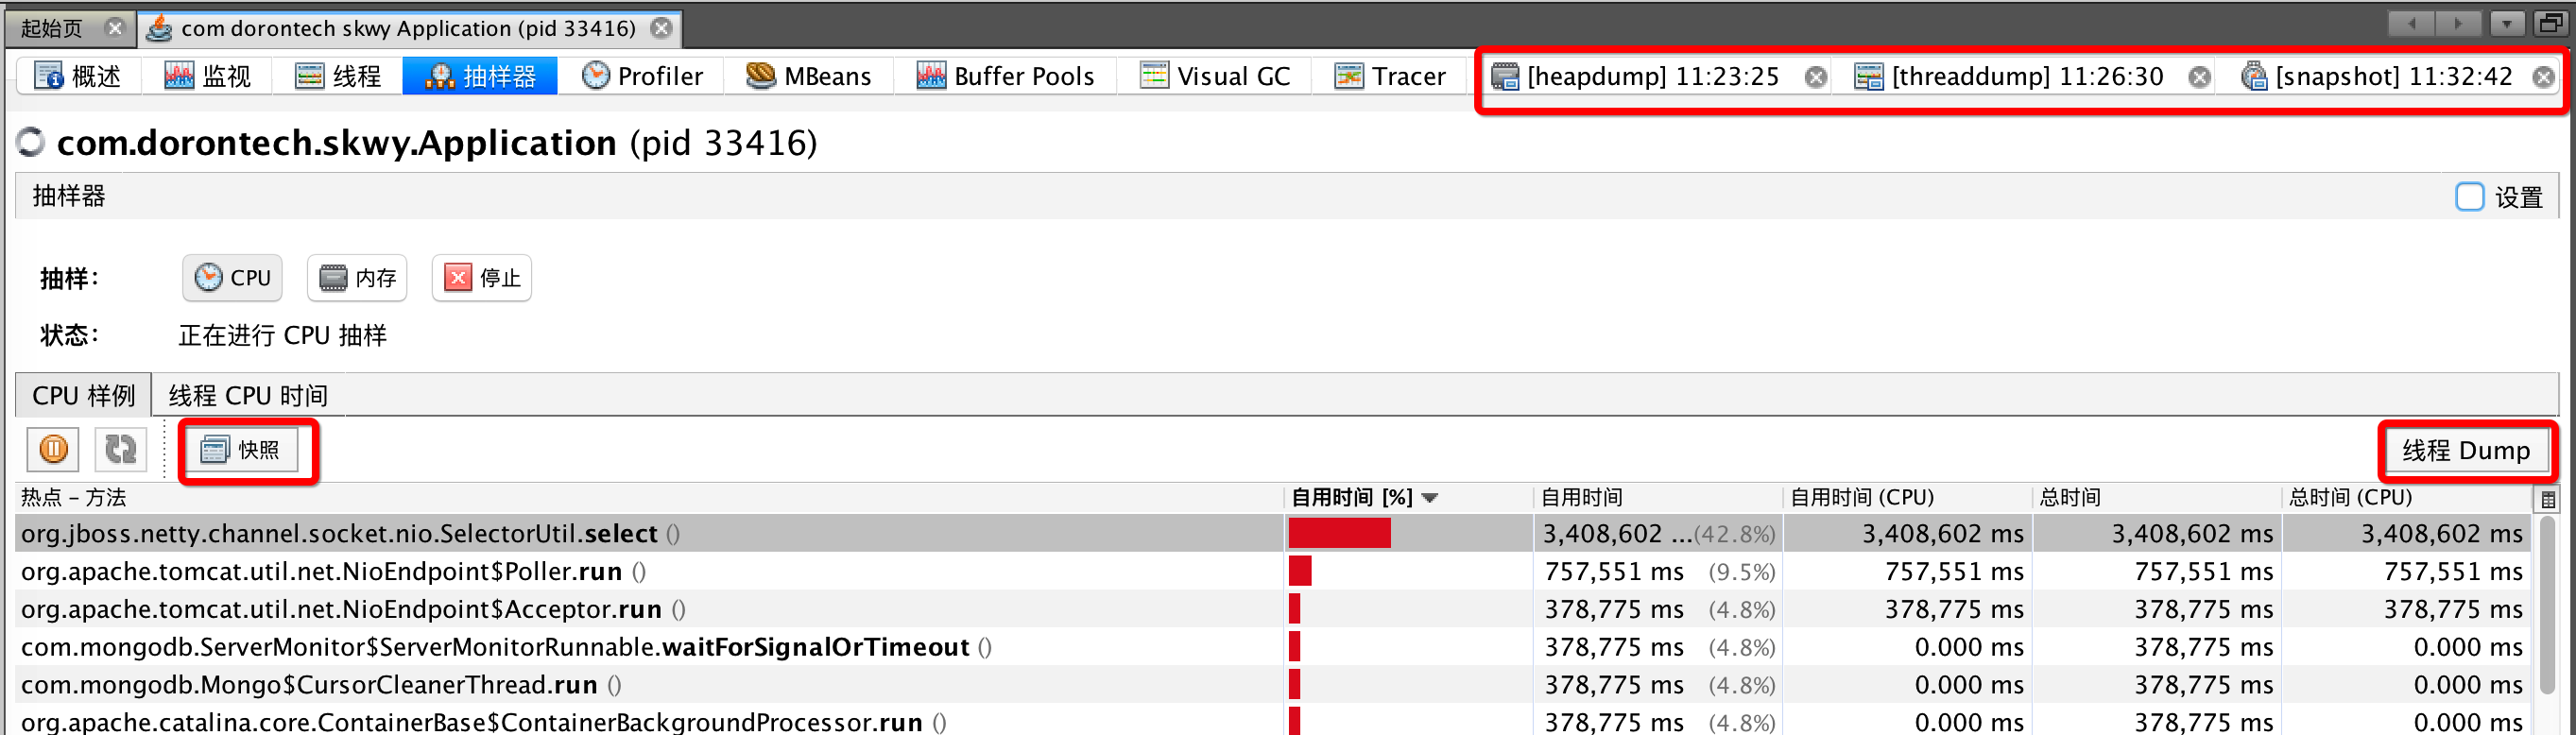 起始页 com dorontech skwy Application (pid 33416)
概述 监视 线程 抽样器 Profiler MBeans Buffer Pools Visual GC Tracer [heapdump] 11:23:25 [threaddump] 11:26:30 [snapshot] 11:32:42
com.dorontech.skwy.Application (pid 33416)
抽样器 设置
抽样： CPU 内存 停止
状态： 正在进行 CPU 抽样
CPU 样例 线程 CPU 时间
快照 线程 Dump
热点 – 方法 自用时间 [%] 自用时间 自用时间 (CPU) 总时间 总时间 (CPU)
org.jboss.netty.channel.socket.nio.SelectorUtil.select () 3,408,602 ...(42.8%) 3,408,602 ms 3,408,602 ms 3,408,602 ms
org.apache.tomcat.util.net.NioEndpoint$Poller.run () 757,551 ms (9.5%) 757,551 ms 757,551 ms 757,551 ms
org.apache.tomcat.util.net.NioEndpoint$Acceptor.run () 378,775 ms (4.8%) 378,775 ms 378,775 ms 378,775 ms
com.mongodb.ServerMonitor$ServerMonitorRunnable.waitForSignalOrTimeout () 378,775 ms (4.8%) 0.000 ms 378,775 ms 0.000 ms
com.mongodb.Mongo$CursorCleanerThread.run () 378,775 ms (4.8%) 0.000 ms 378,775 ms 0.000 ms
org.apache.catalina.core.ContainerBase$ContainerBackgroundProcessor.run () 378,775 ms (4.8%) 0.000 ms 378,775 ms 0.000 ms